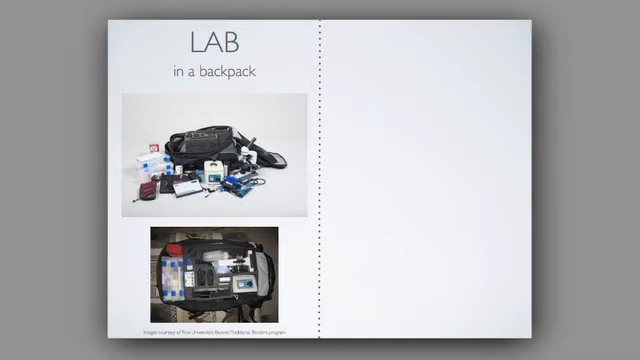 LAB
in a backpack
Images courtesy of Rice University's Beyond Traditional Borders program